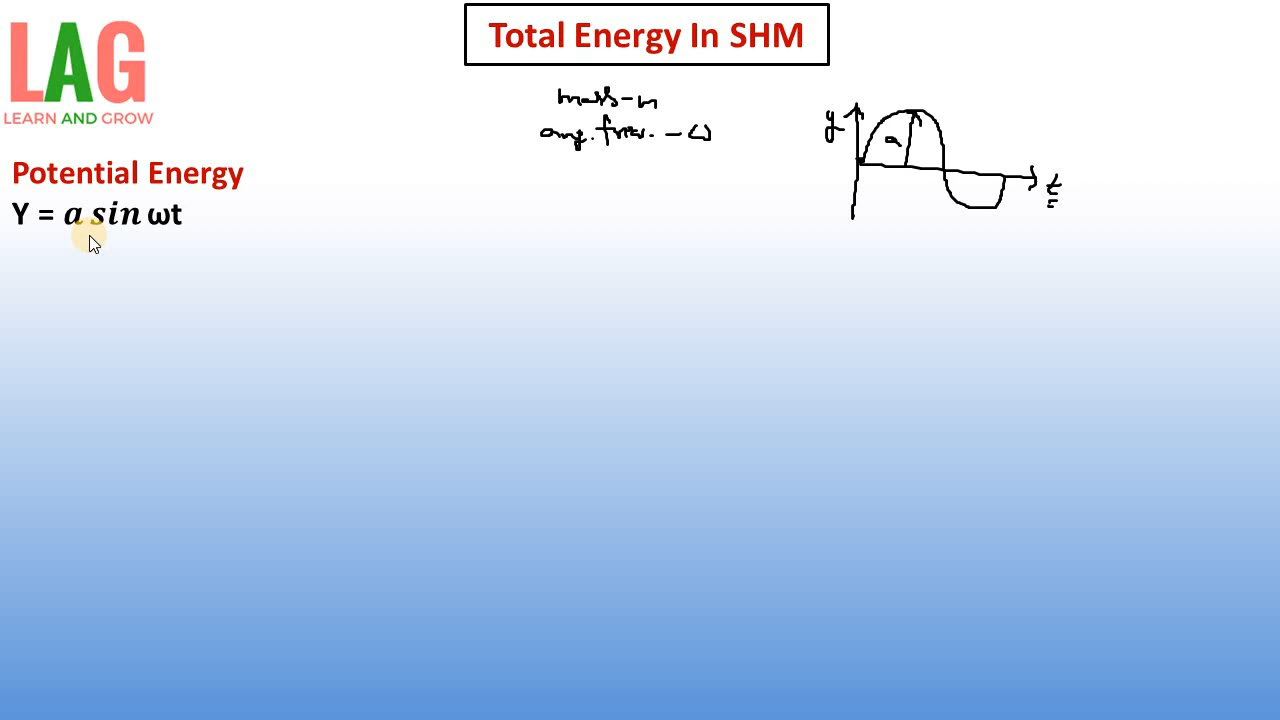 LAG
LEARN AND GROW
Total Energy In SHM
mass - m
ang. freq. - ω
y
a
t
Potential Energy
Y = a sin ωt